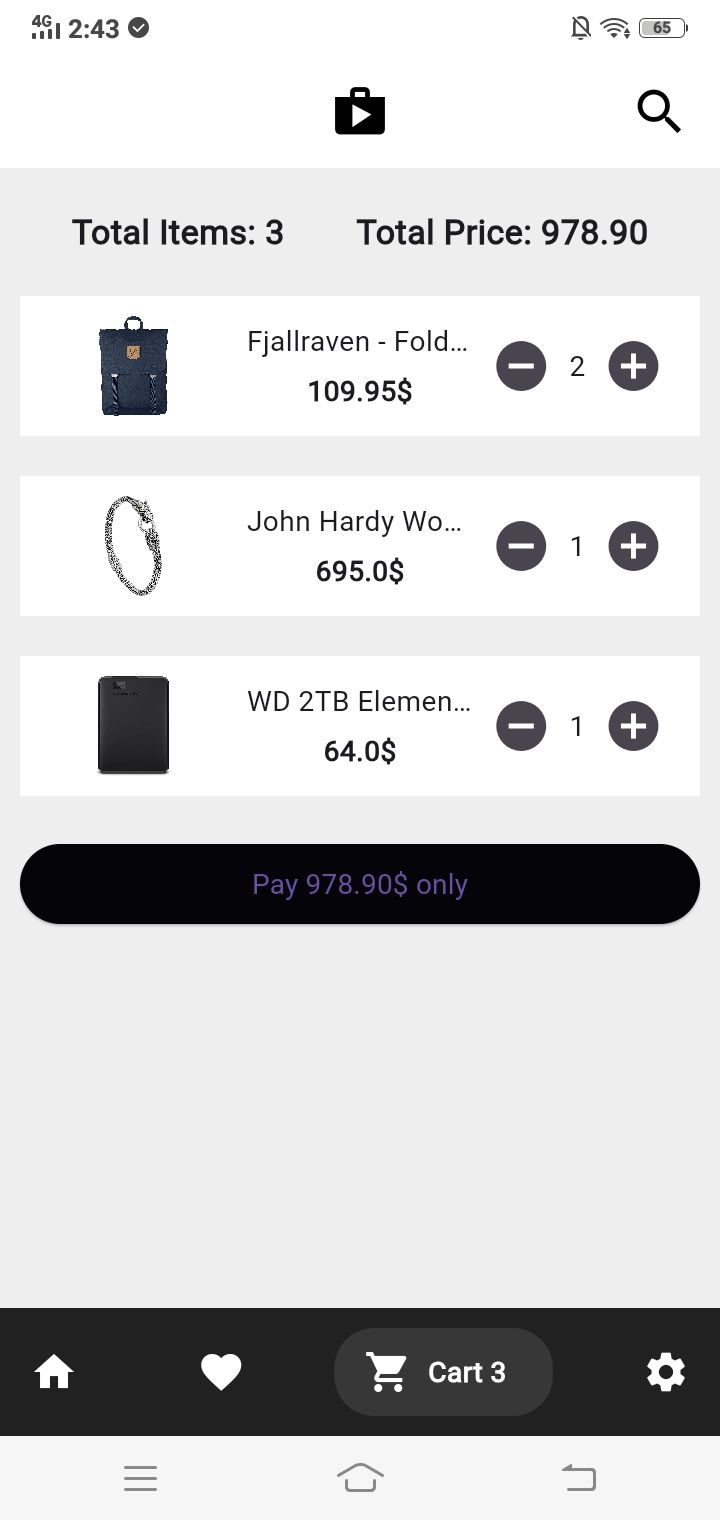 4G 2:43 65
Total Items: 3 Total Price: 978.90
Fjallraven - Fold...
109.95$
2
John Hardy Wo...
695.0$
1
WD 2TB Elemen...
64.0$
1
Pay 978.90$ only
Cart 3